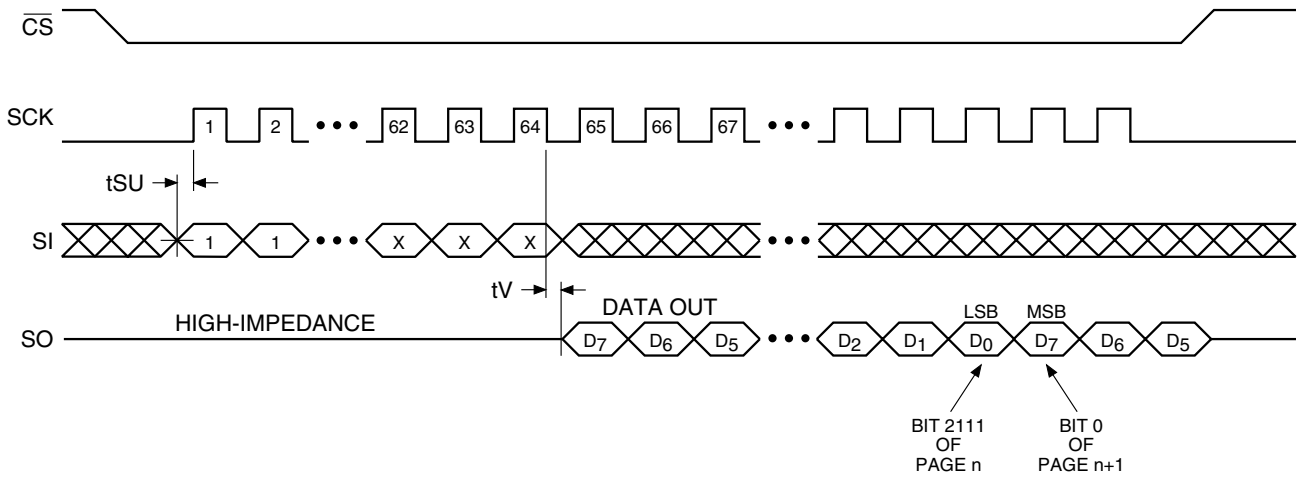 CS
SCK
1 2 62 63 64 65 66 67
tSU
SI
1 1 X X X
tV
HIGH-IMPEDANCE
DATA OUT
LSB MSB
SO
D7 D6 D5 D2 D1 D0 D7 D6 D5
BIT 2111
OF
PAGE n
BIT 0
OF
PAGE n+1